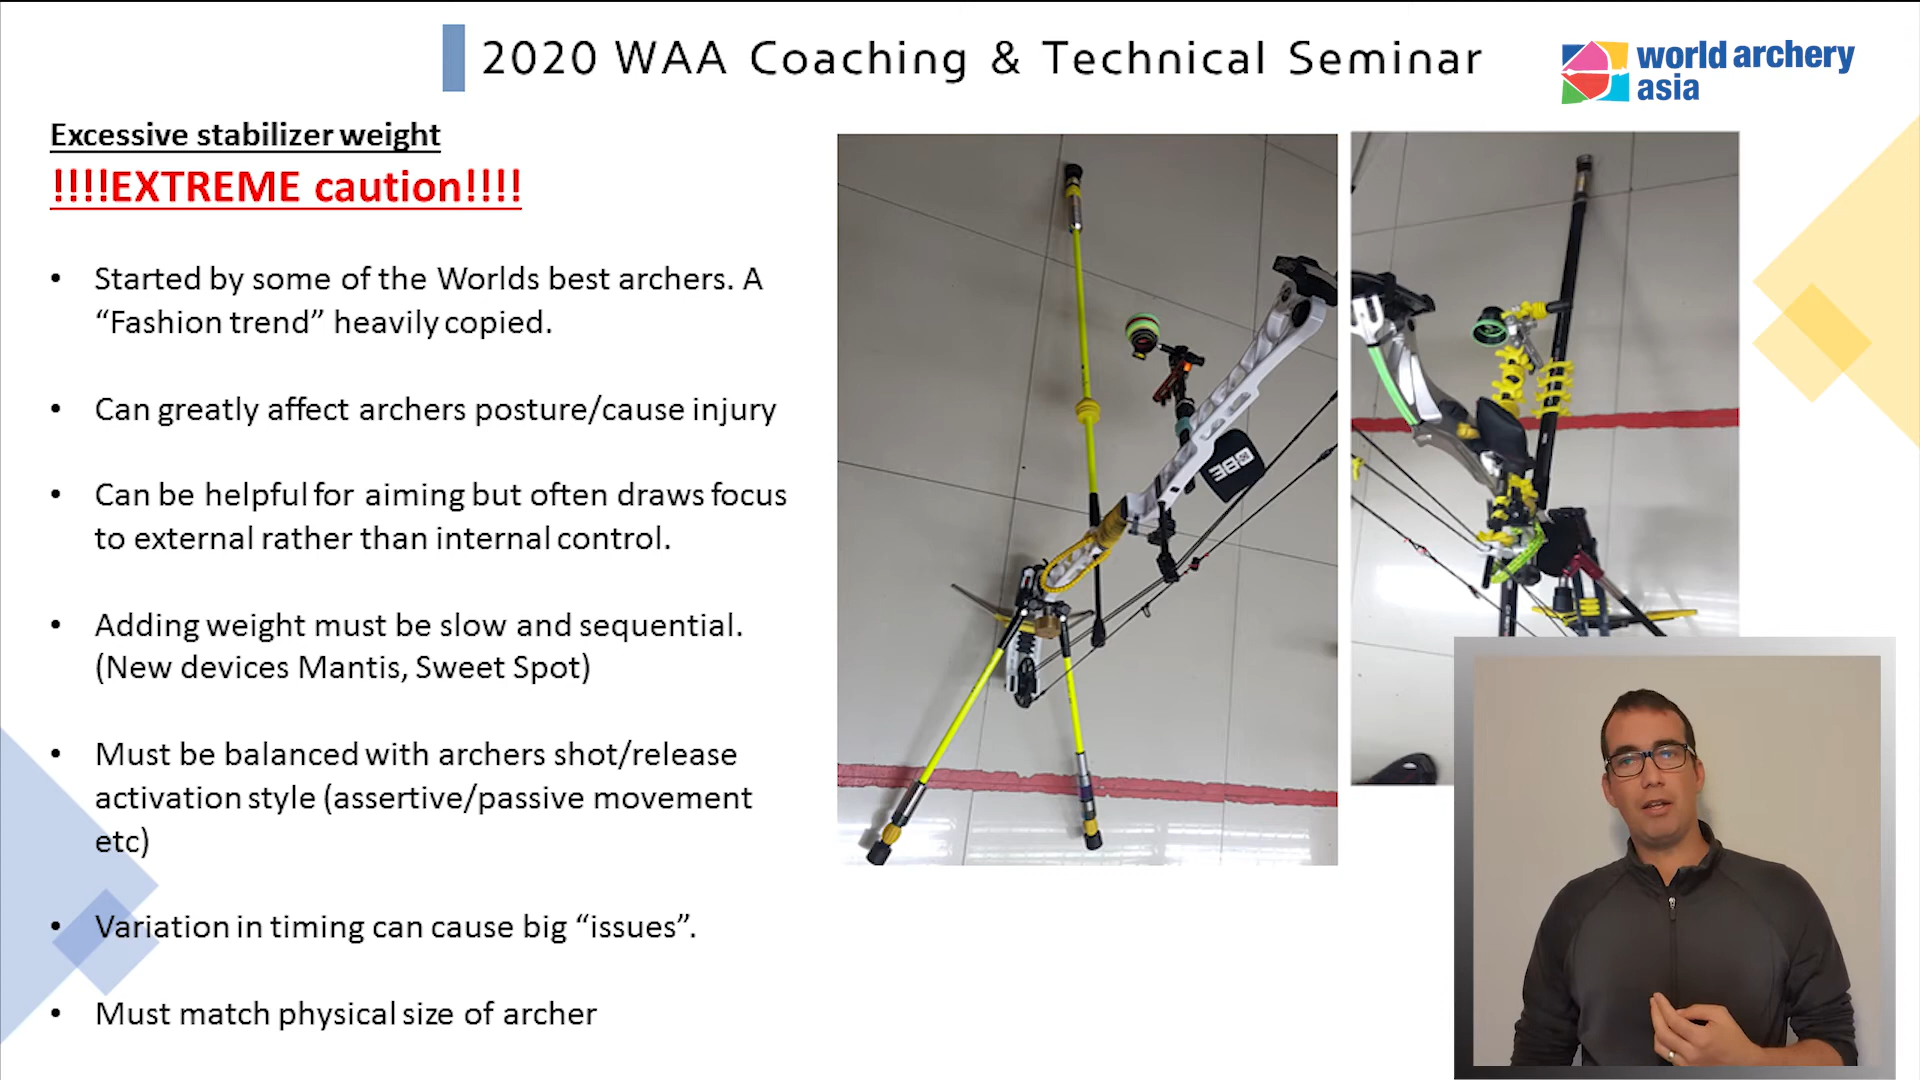 2020 WAA Coaching & Technical Seminar
world archery
asia
Excessive stabilizer weight
!!!!EXTREME caution!!!!
• Started by some of the Worlds best archers. A
“Fashion trend” heavily copied.
• Can greatly affect archers posture/cause injury
• Can be helpful for aiming but often draws focus
to external rather than internal control.
• Adding weight must be slow and sequential.
(New devices Mantis, Sweet Spot)
• Must be balanced with archers shot/release
activation style (assertive/passive movement
etc)
• Variation in timing can cause big “issues”.
• Must match physical size of archer